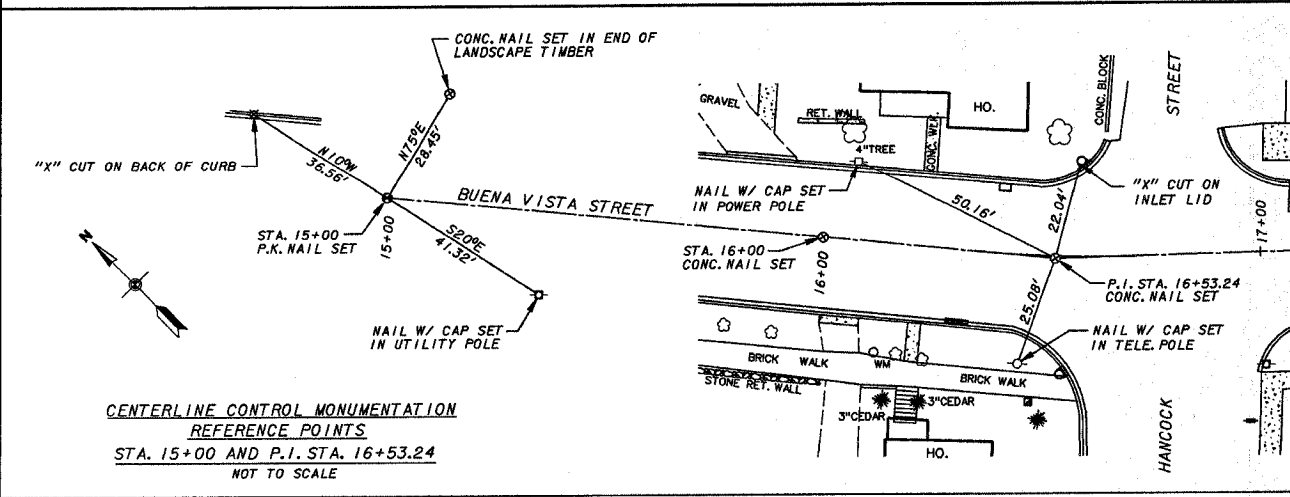 CONC. NAIL SET IN END OF
LANDSCAPE TIMBER
"X" CUT ON BACK OF CURB
N10°W
36.56'
N75°E
28.45'
BUENA VISTA STREET
STA. 15+00
P.K. NAIL SET
15+00
S20°E
41.32'
N
NAIL W/ CAP SET
IN UTILITY POLE
CENTERLINE CONTROL MONUMENTATION
REFERENCE POINTS
STA. 15+00 AND P.I. STA. 16+53.24
NOT TO SCALE
GRAVEL
RET. WALL
HO.
4"TREE
CONC. WLK.
CONC. BLOCK
STREET
NAIL W/ CAP SET
IN POWER POLE
50.16'
22.04'
"X" CUT ON
INLET LID
STA. 16+00
CONC. NAIL SET
16+00
17+00
P.I. STA. 16+53.24
CONC. NAIL SET
25.08'
NAIL W/ CAP SET
IN TELE. POLE
BRICK WALK
WM
BRICK WALK
STONE RET. WALL
3"CEDAR
3"CEDAR
HO.
HANCOCK